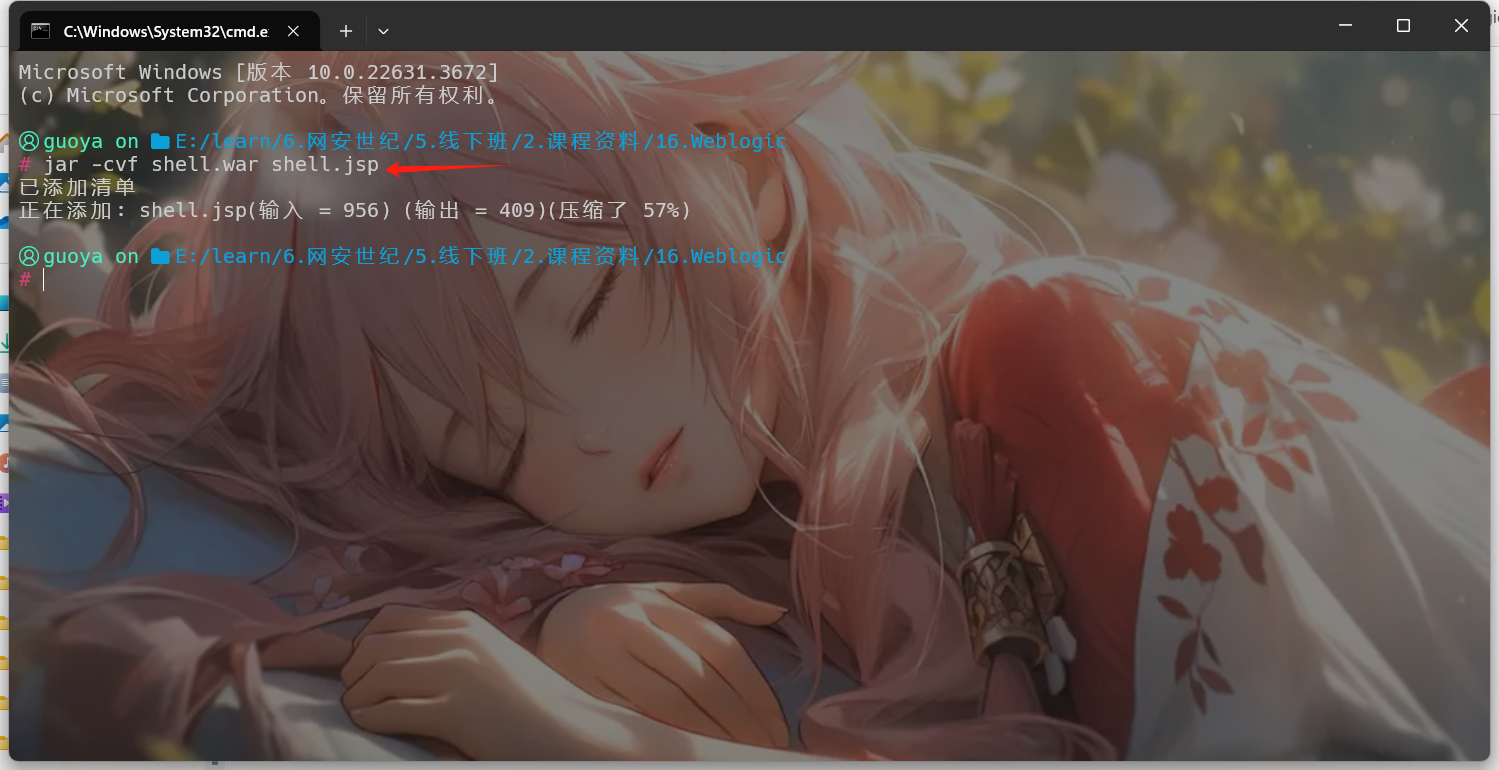 C:\Windows\System32\cmd.e
Microsoft Windows [版本 10.0.22631.3672]
(c) Microsoft Corporation。保留所有权利。
guoya on E:/learn/6.网安世纪/5.线下班/2.课程资料/16.Weblogic
# jar -cvf shell.war shell.jsp
已添加清单
正在添加: shell.jsp(输入 = 956) (输出 = 409)(压缩了 57%)
guoya on E:/learn/6.网安世纪/5.线下班/2.课程资料/16.Weblogic
#